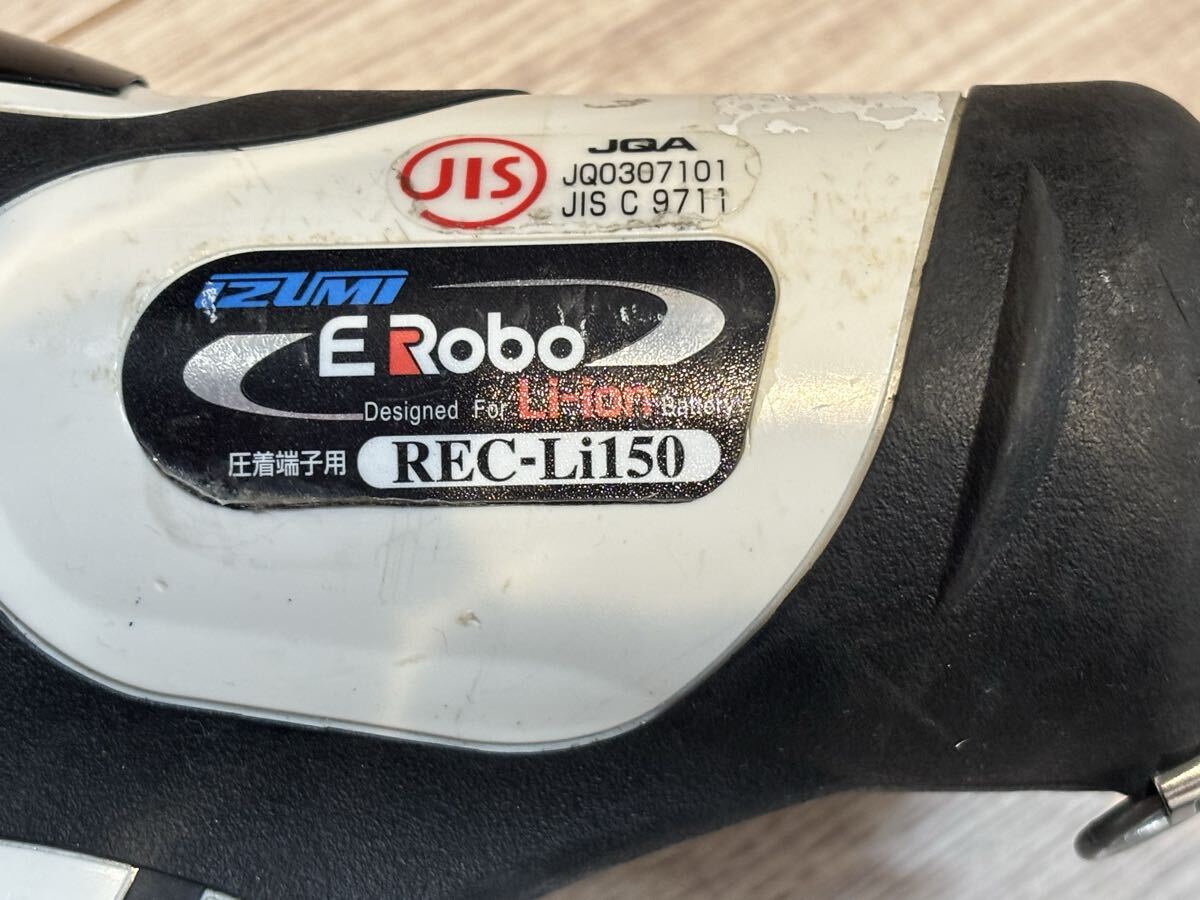 JIS
JQA
JQ0307101
JIS C 9711
IZUMI
E Robo
Designed For Li-ion Battery
圧着端子用 REC-Li150